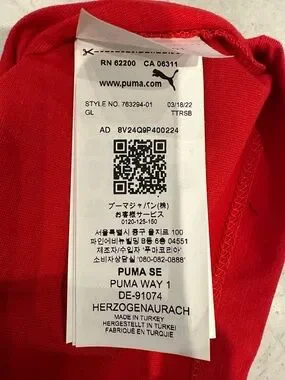 RN 62200 CA 06311
www.puma.com
STYLE NO. 763294-01 03/18/22
GL TTRSB
AD 8V24Q9P400224
プーマジャパン(株)
お客様サービス
0120-125-150
서울특별시 중구 을지로 100
파인에비뉴빌딩 B동 6층 04551
제조자/수입자 '푸마코리아'
소비자상담실 '080-082-0888'
PUMA SE
PUMA WAY 1
DE-91074
HERZOGENAURACH
MADE IN TURKEY
HERGESTELLT IN TÜRKEI
FABRIQUÉ EN TURQUIE